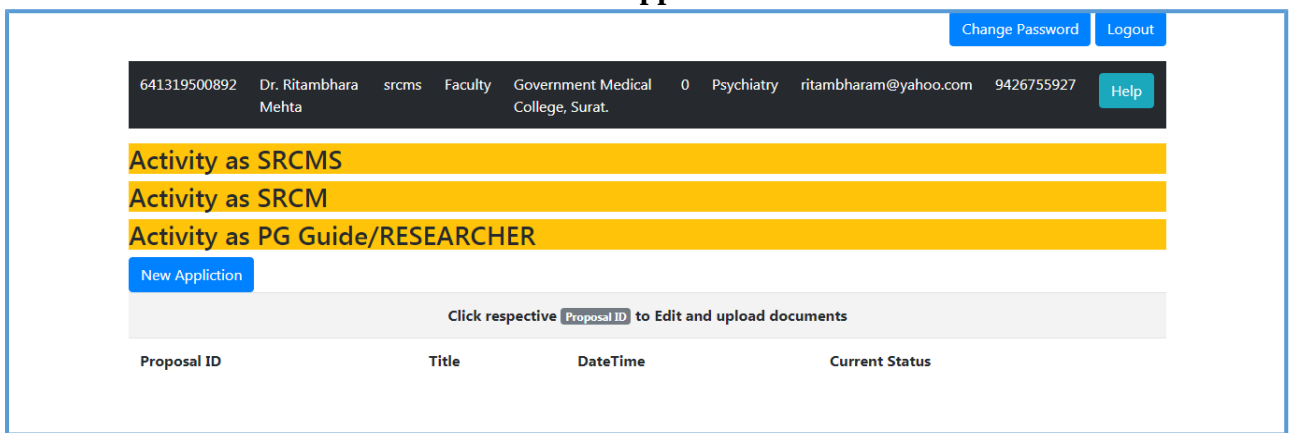 Change Password Logout
641319500892 Dr. Ritambhara srcms Faculty Government Medical 0 Psychiatry ritambharam@yahoo.com 9426755927 Help
Mehta College, Surat.
Activity as SRCMS
Activity as SRCM
Activity as PG Guide/RESEARCHER
New Appliction
Click respective Proposal ID to Edit and upload documents
Proposal ID Title DateTime Current Status